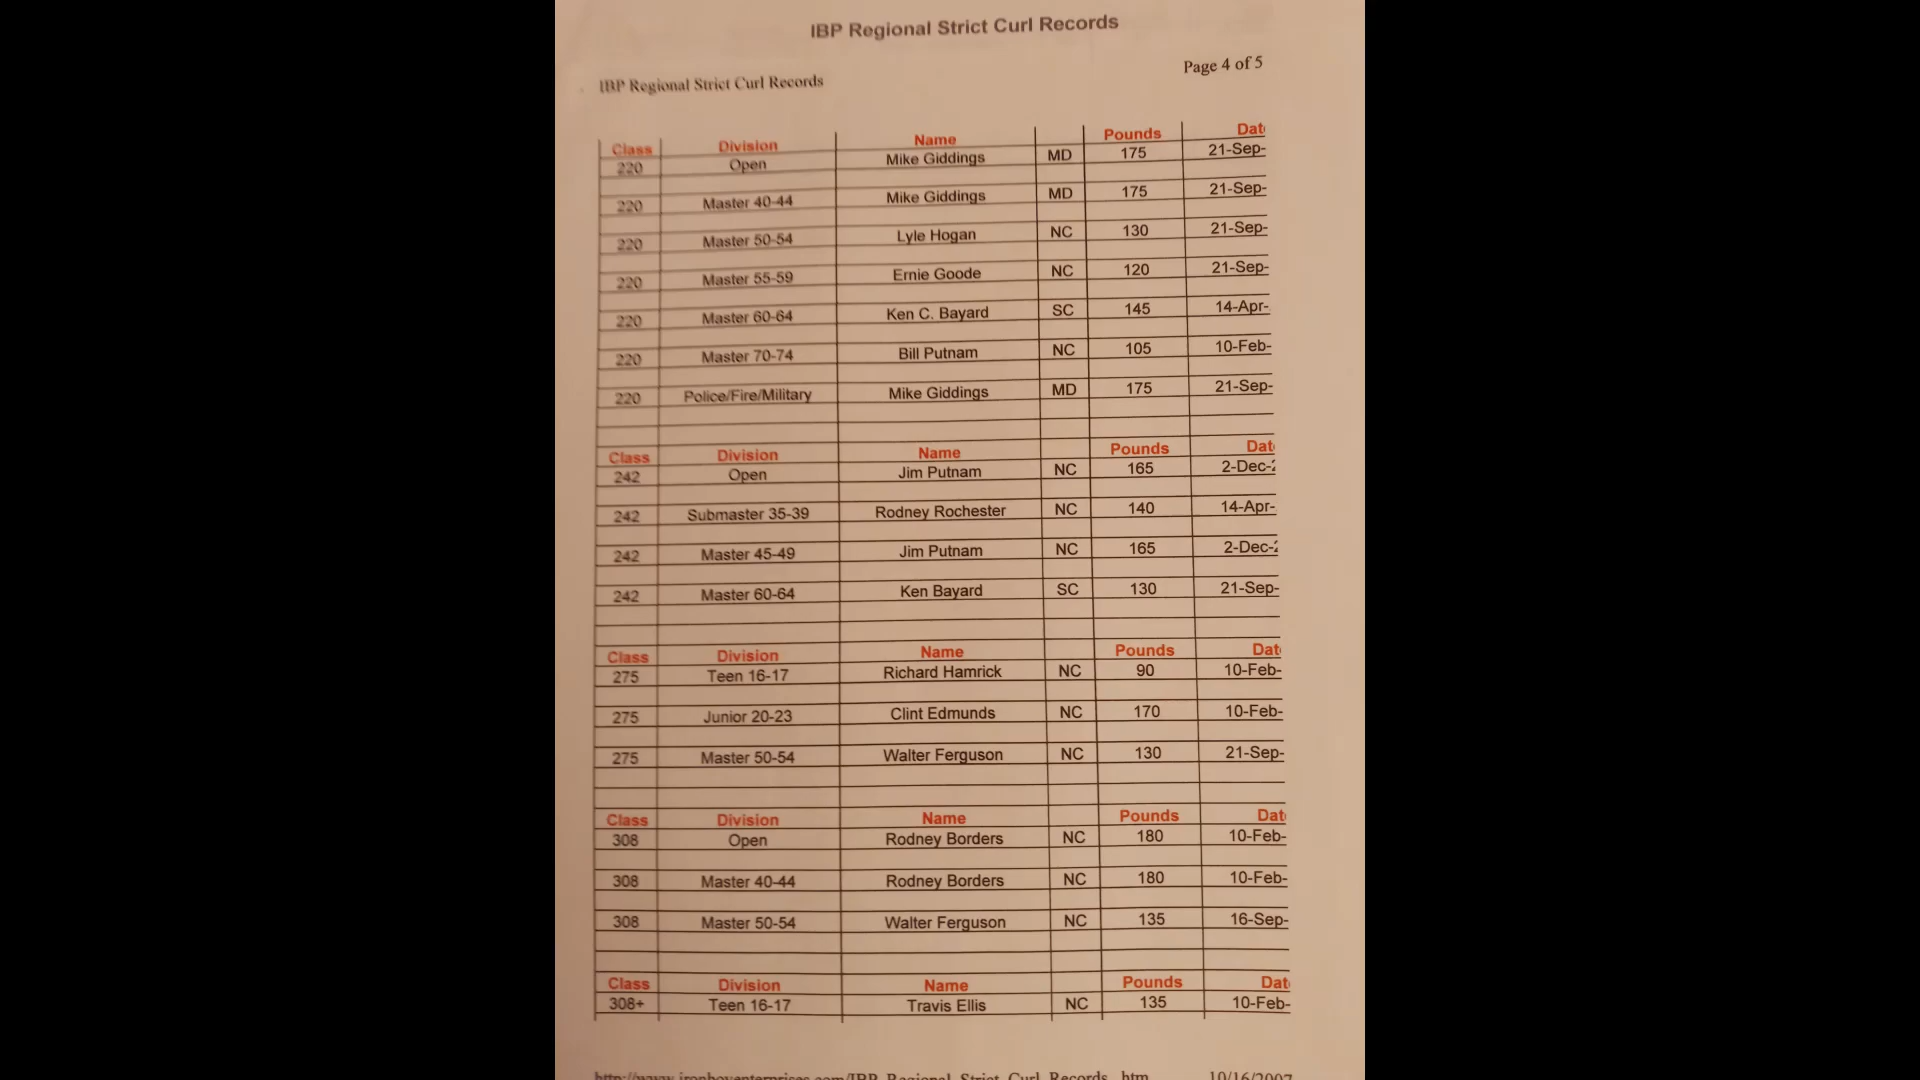 IBP Regional Strict Curl Records
IBP Regional Strict Curl Records Page 4 of 5
Class Division Name Pounds Dat
220 Open Mike Giddings MD 175 21-Sep-
220 Master 40-44 Mike Giddings MD 175 21-Sep-
220 Master 50-54 Lyle Hogan NC 130 21-Sep-
220 Master 55-59 Ernie Goode NC 120 21-Sep-
220 Master 60-64 Ken C. Bayard SC 145 14-Apr-
220 Master 70-74 Bill Putnam NC 105 10-Feb-
220 Police/Fire/Military Mike Giddings MD 175 21-Sep-
Class Division Name Pounds Dat
242 Open Jim Putnam NC 165 2-Dec-
242 Submaster 35-39 Rodney Rochester NC 140 14-Apr-
242 Master 45-49 Jim Putnam NC 165 2-Dec-
242 Master 60-64 Ken Bayard SC 130 21-Sep-
Class Division Name Pounds Dat
275 Teen 16-17 Richard Hamrick NC 90 10-Feb-
275 Junior 20-23 Clint Edmunds NC 170 10-Feb-
275 Master 50-54 Walter Ferguson NC 130 21-Sep-
Class Division Name Pounds Dat
308 Open Rodney Borders NC 180 10-Feb-
308 Master 40-44 Rodney Borders NC 180 10-Feb-
308 Master 50-54 Walter Ferguson NC 135 16-Sep-
Class Division Name Pounds Dat
308+ Teen 16-17 Travis Ellis NC 135 10-Feb-
10/16/2007